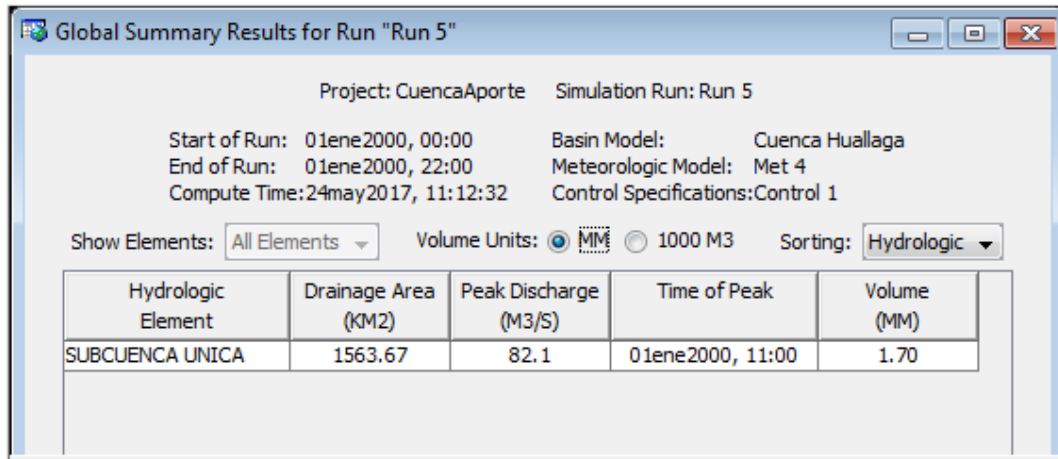 Global Summary Results for Run "Run 5"
Project: CuencaAporte Simulation Run: Run 5
Start of Run: 01ene2000, 00:00 Basin Model: Cuenca Huallaga
End of Run: 01ene2000, 22:00 Meteorologic Model: Met 4
Compute Time:24may2017, 11:12:32 Control Specifications:Control 1
Show Elements: All Elements Volume Units: MM 1000 M3 Sorting: Hydrologic
Hydrologic Drainage Area Peak Discharge Time of Peak Volume
Element (KM2) (M3/S) (MM)
SUBCUENCA UNICA 1563.67 82.1 01ene2000, 11:00 1.70